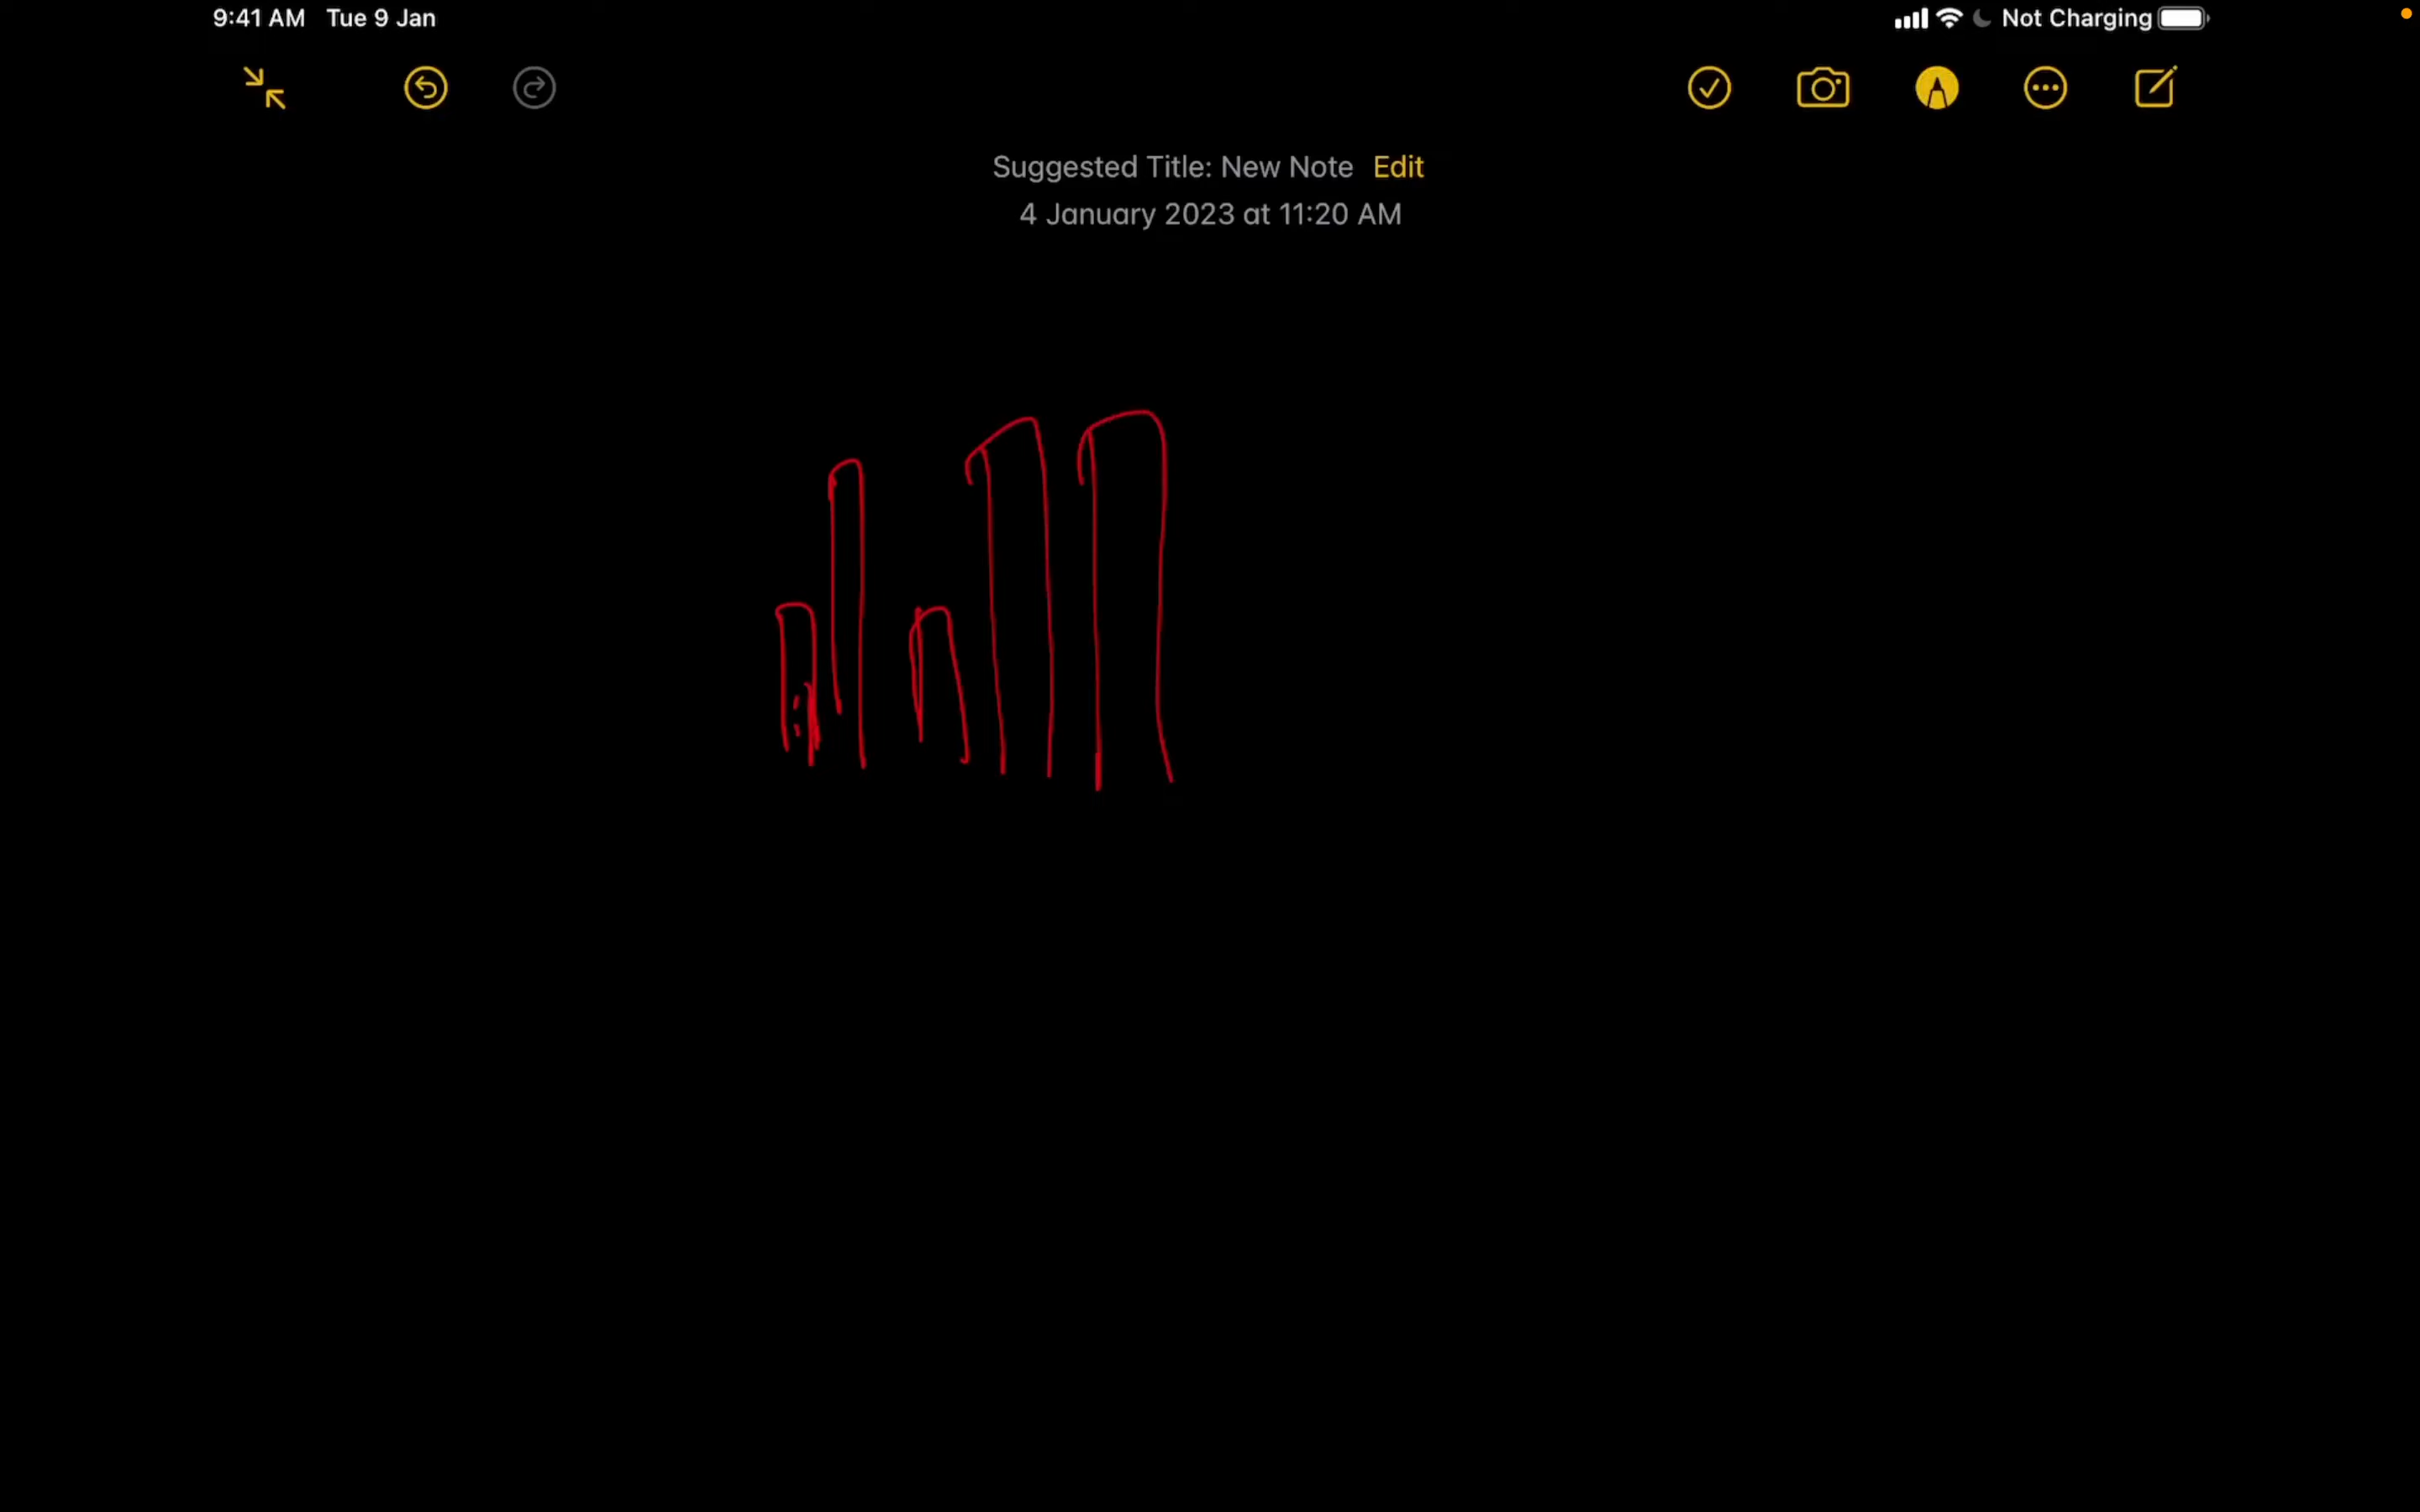 9:41 AM Tue 9 Jan
Not Charging
Suggested Title: New Note Edit
4 January 2023 at 11:20 AM